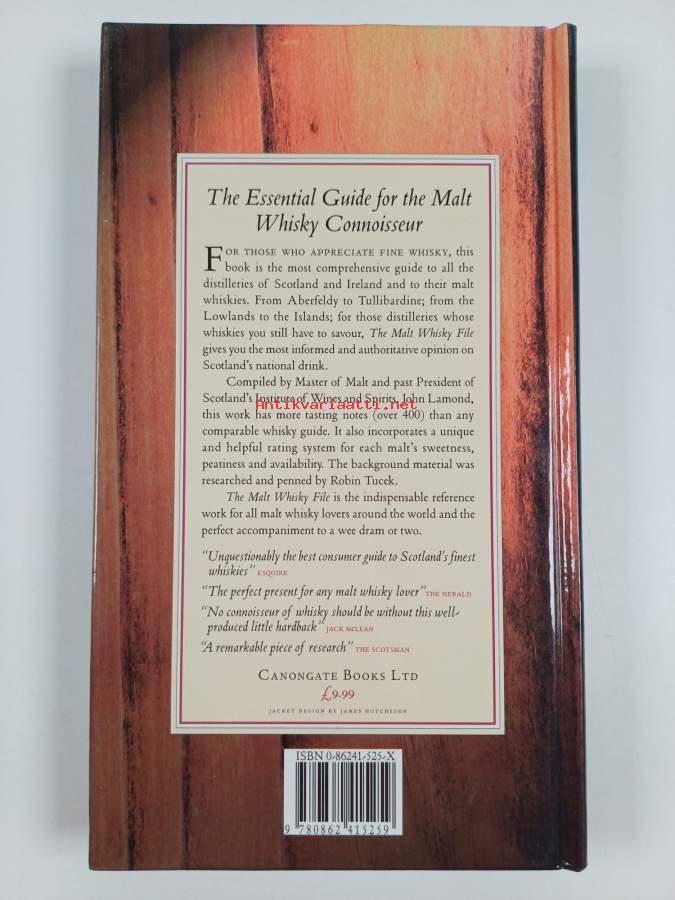 The Essential Guide for the Malt
Whisky Connoisseur
FOR THOSE WHO APPRECIATE FINE WHISKY, this
book is the most comprehensive guide to all the
distilleries of Scotland and Ireland and to their malt
whiskies. From Aberfeldy to Tullibardine; from the
Lowlands to the Islands; for those distilleries whose
whiskies you still have to savour, The Malt Whisky File
gives you the most informed and authoritative opinion on
Scotland's national drink.
Compiled by Master of Malt and past President of
Scotland's Institute of Wines and Spirits, John Lamond,
Antikvariaatti.net
this work has more tasting notes (over 400) than any
comparable whisky guide. It also incorporates a unique
and helpful rating system for each malt's sweetness,
peatiness and availability. The background material was
researched and penned by Robin Tucek.
The Malt Whisky File is the indispensable reference
work for all malt whisky lovers around the world and the
perfect accompaniment to a wee dram or two.
"Unquestionably the best consumer guide to Scotland's finest
whiskies" ESQUIRE
"The perfect present for any malt whisky lover" THE HERALD
"No connoisseur of whisky should be without this well-
produced little hardback" JACK MCLEAN
"A remarkable piece of research" THE SCOTSMAN
CANONGATE BOOKS LTD
£9.99
JACKET DESIGN BY JAMES HUTCHESON
ISBN 0-86241-525-X
9 780862 415259